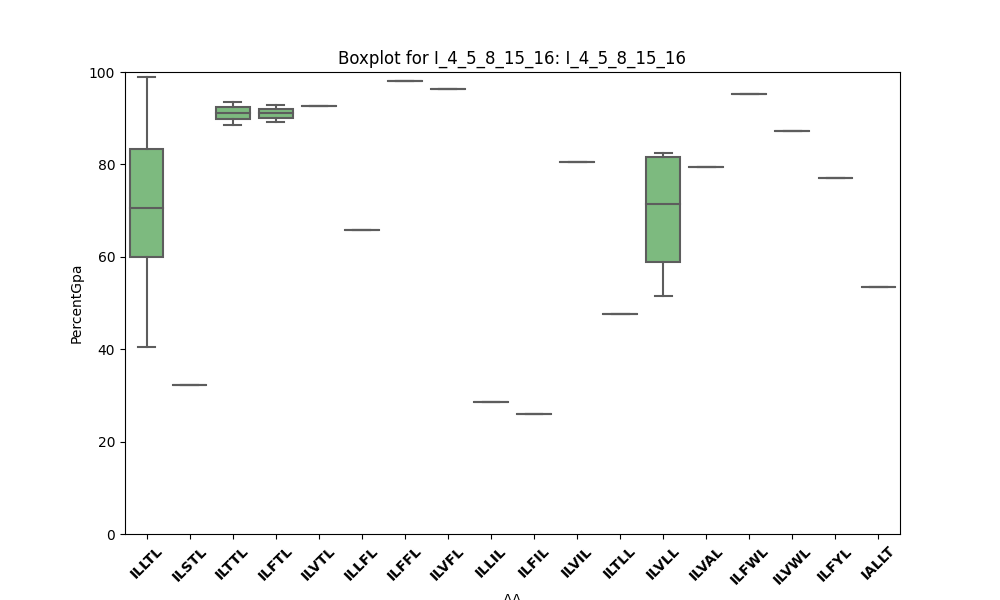 Boxplot for I_4_5_8_15_16: I_4_5_8_15_16
PercentGpa
100
80
60
40
20
0
ILLTL ILSTL ILTTL ILFTL ILVTL ILLFL ILFFL ILVFL ILLIL ILFIL ILVIL ILTLL ILVLL ILVAL ILFWL ILVWL ILFYL IALLT
AA